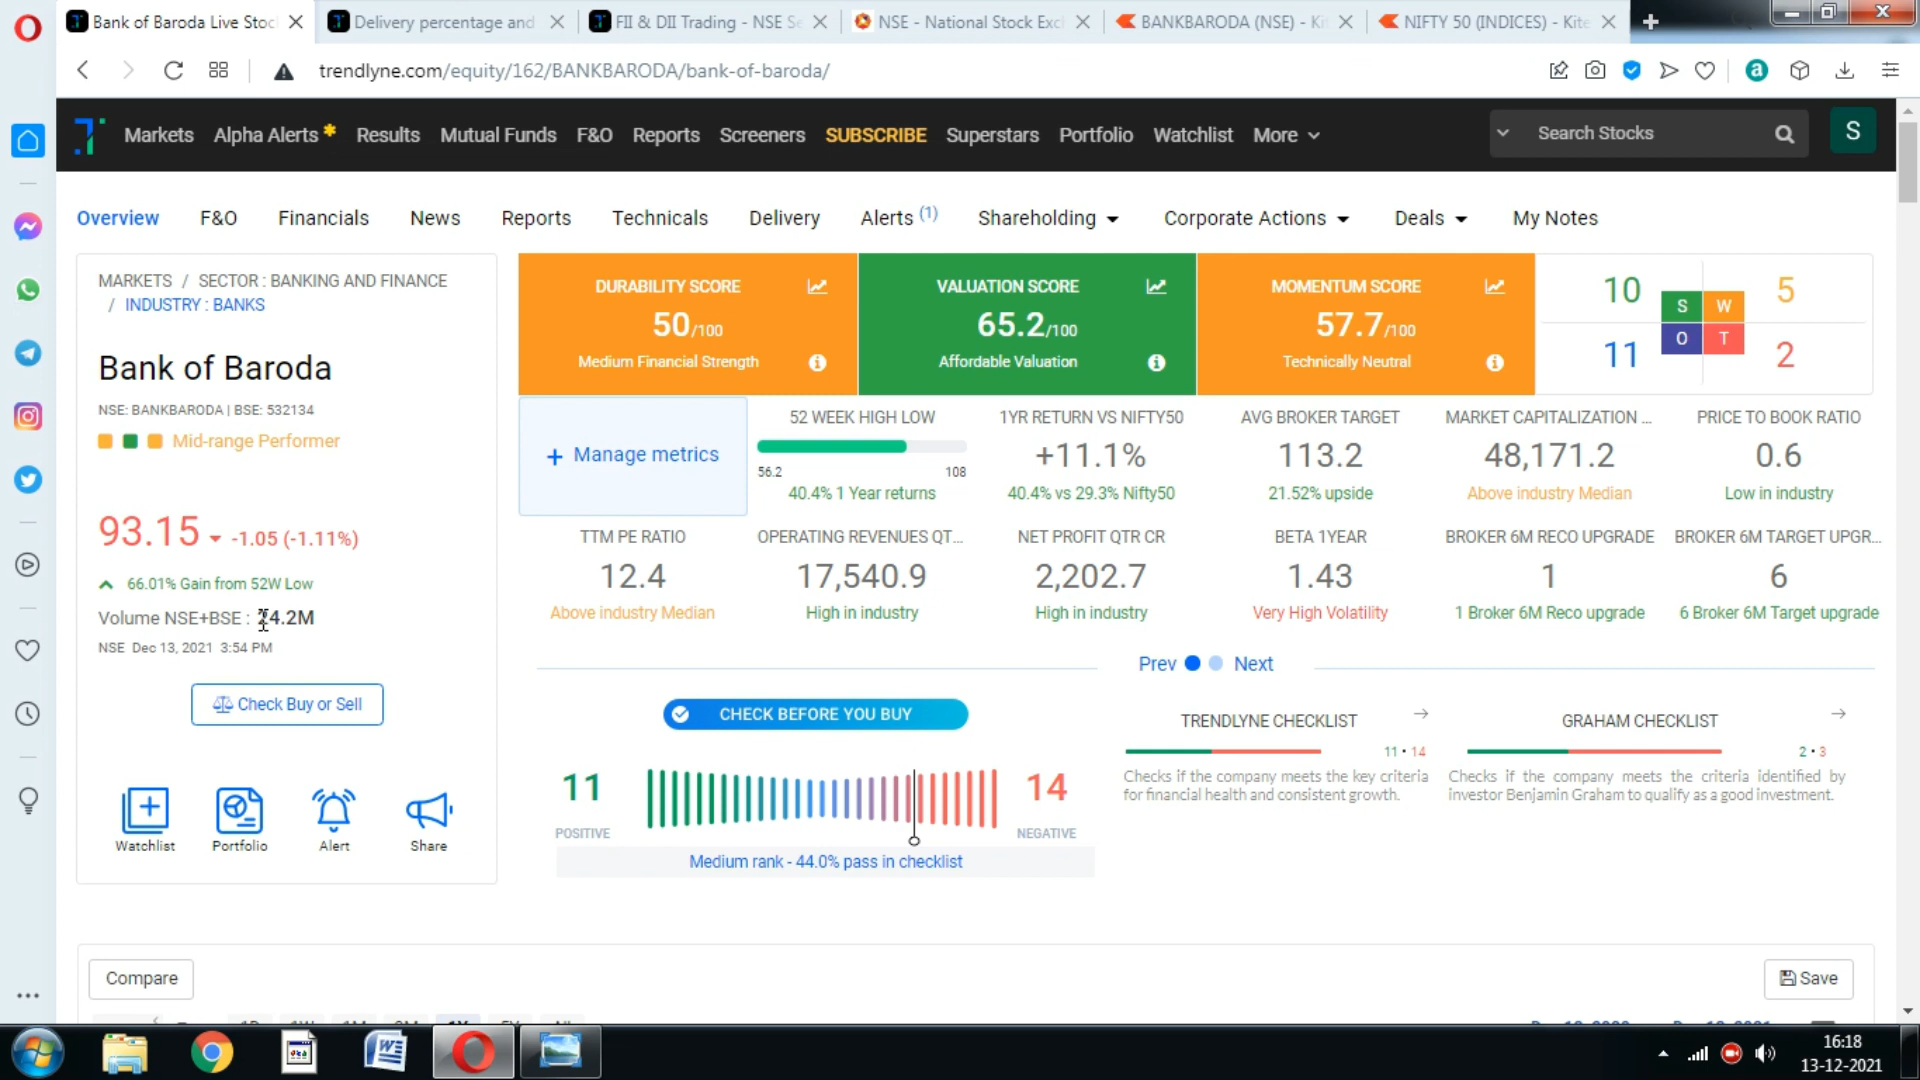 Bank of Baroda Live Stoc
Delivery percentage and
FII & DII Trading - NSE Se
NSE - National Stock Excl
BANKBARODA (NSE) - Ki
NIFTY 50 (INDICES) - Kite
trendlyne.com/equity/162/BANKBARODA/bank-of-baroda/
a
Markets
Alpha Alerts
Results
Mutual Funds
F&O
Reports
Screeners
SUBSCRIBE
Superstars
Portfolio
Watchlist
More
Search Stocks
S
Overview
F&O
Financials
News
Reports
Technicals
Delivery
Alerts (1)
Shareholding
Corporate Actions
Deals
My Notes
MARKETS / SECTOR : BANKING AND FINANCE
/ INDUSTRY : BANKS
Bank of Baroda
NSE: BANKBARODA | BSE: 532134
Mid-range Performer
93.15 -1.05 (-1.11%)
66.01% Gain from 52W Low
Volume NSE+BSE : 24.2M
NSE Dec 13, 2021 3:54 PM
Check Buy or Sell
Watchlist
Portfolio
Alert
Share
DURABILITY SCORE
50/100
Medium Financial Strength
VALUATION SCORE
65.2/100
Affordable Valuation
MOMENTUM SCORE
57.7/100
Technically Neutral
10 S W 5
11 O T 2
+ Manage metrics
52 WEEK HIGH LOW
56.2 108
40.4% 1 Year returns
1YR RETURN VS NIFTY50
+11.1%
40.4% vs 29.3% Nifty50
AVG BROKER TARGET
113.2
21.52% upside
MARKET CAPITALIZATION ...
48,171.2
Above industry Median
PRICE TO BOOK RATIO
0.6
Low in industry
TTM PE RATIO
12.4
Above industry Median
OPERATING REVENUES QT...
17,540.9
High in industry
NET PROFIT QTR CR
2,202.7
High in industry
BETA 1YEAR
1.43
Very High Volatility
BROKER 6M RECO UPGRADE
1
1 Broker 6M Reco upgrade
BROKER 6M TARGET UPGR...
6
6 Broker 6M Target upgrade
Prev Next
CHECK BEFORE YOU BUY
11
POSITIVE
14
NEGATIVE
Medium rank - 44.0% pass in checklist
TRENDLYNE CHECKLIST
11 • 14
Checks if the company meets the key criteria
for financial health and consistent growth.
GRAHAM CHECKLIST
2 • 3
Checks if the company meets the criteria identified by
investor Benjamin Graham to qualify as a good investment.
Compare
Save
16:18
13-12-2021